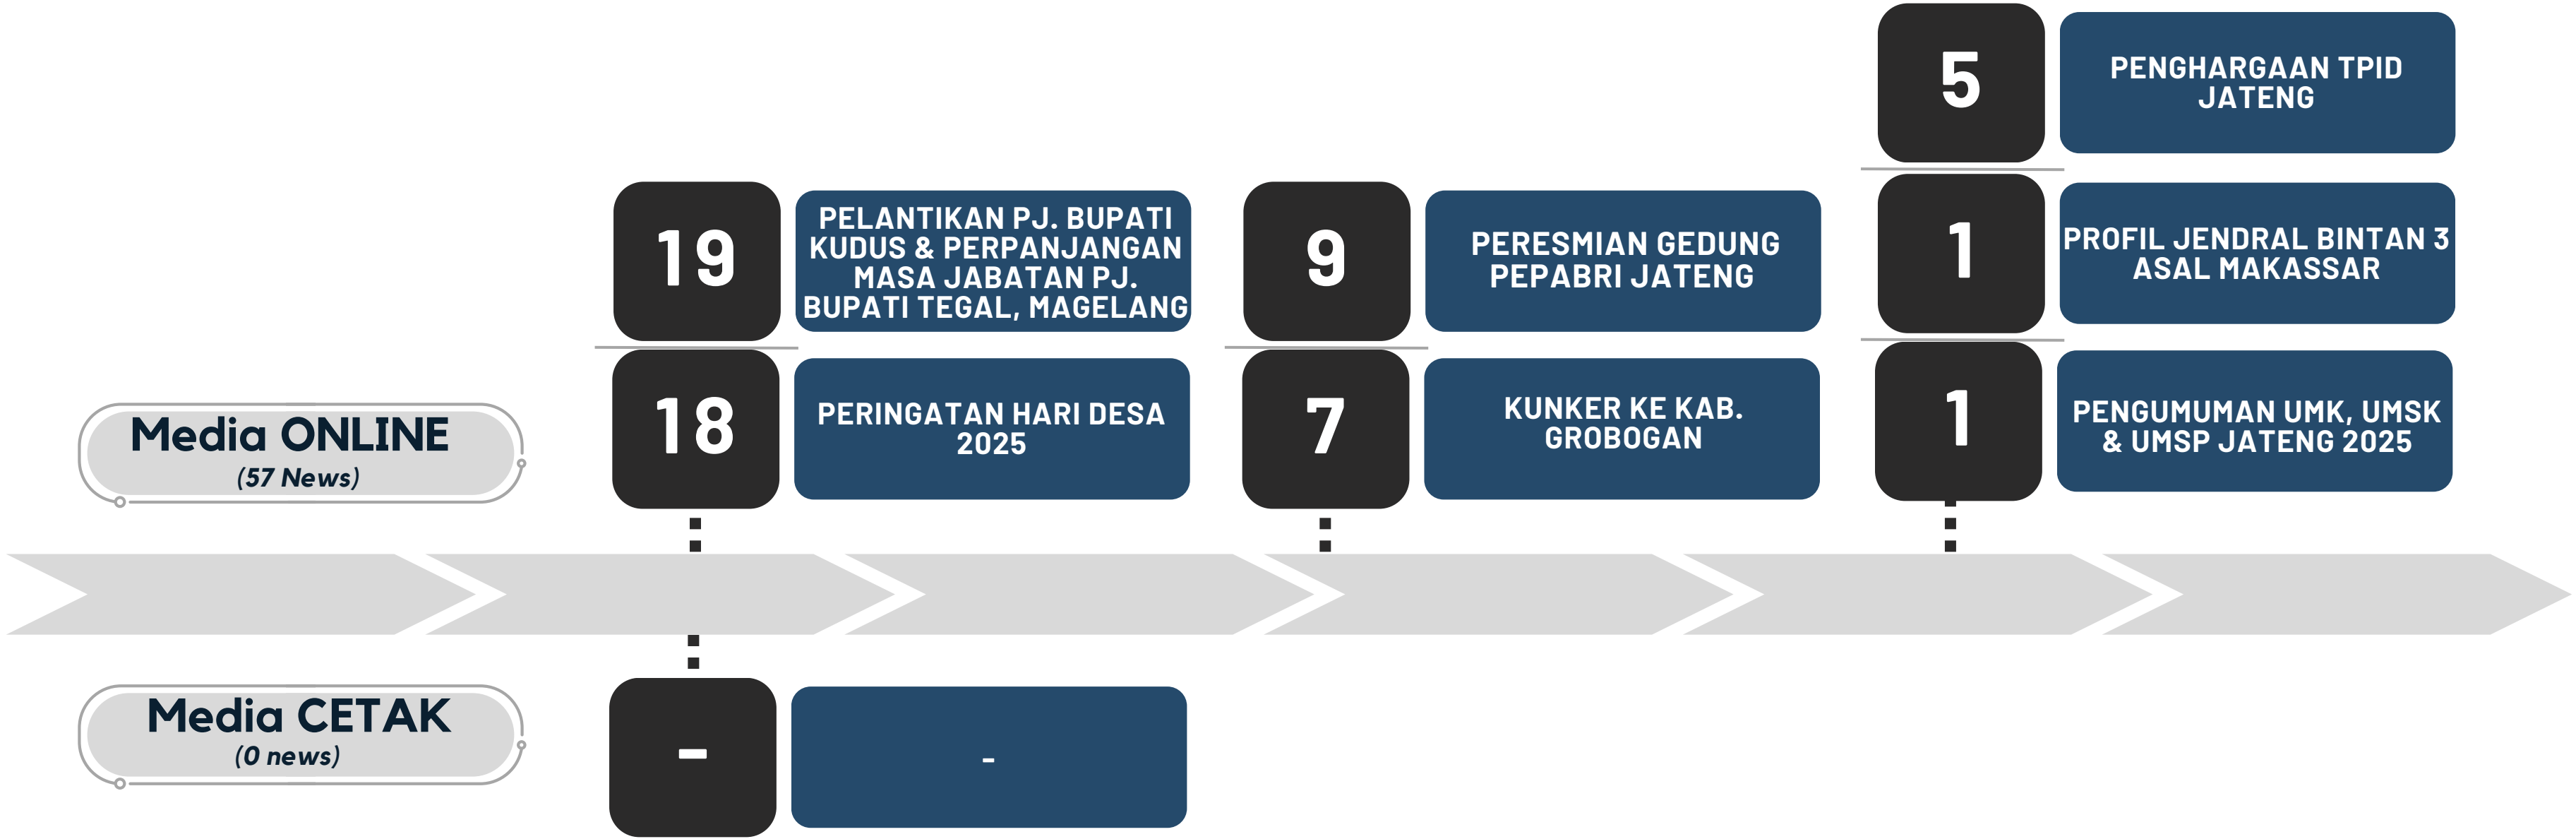 Media ONLINE
(57 News)
19
PELANTIKAN PJ. BUPATI
KUDUS & PERPANJANGAN
MASA JABATAN PJ.
BUPATI TEGAL, MAGELANG
18
PERINGATAN HARI DESA
2025
9
PERESMIAN GEDUNG
PEPABRI JATENG
7
KUNKER KE KAB.
GROBOGAN
5
PENGHARGAAN TPID
JATENG
1
PROFIL JENDRAL BINTAN 3
ASAL MAKASSAR
1
PENGUMUMAN UMK, UMSK
& UMSP JATENG 2025
Media CETAK
(0 news)
-
-